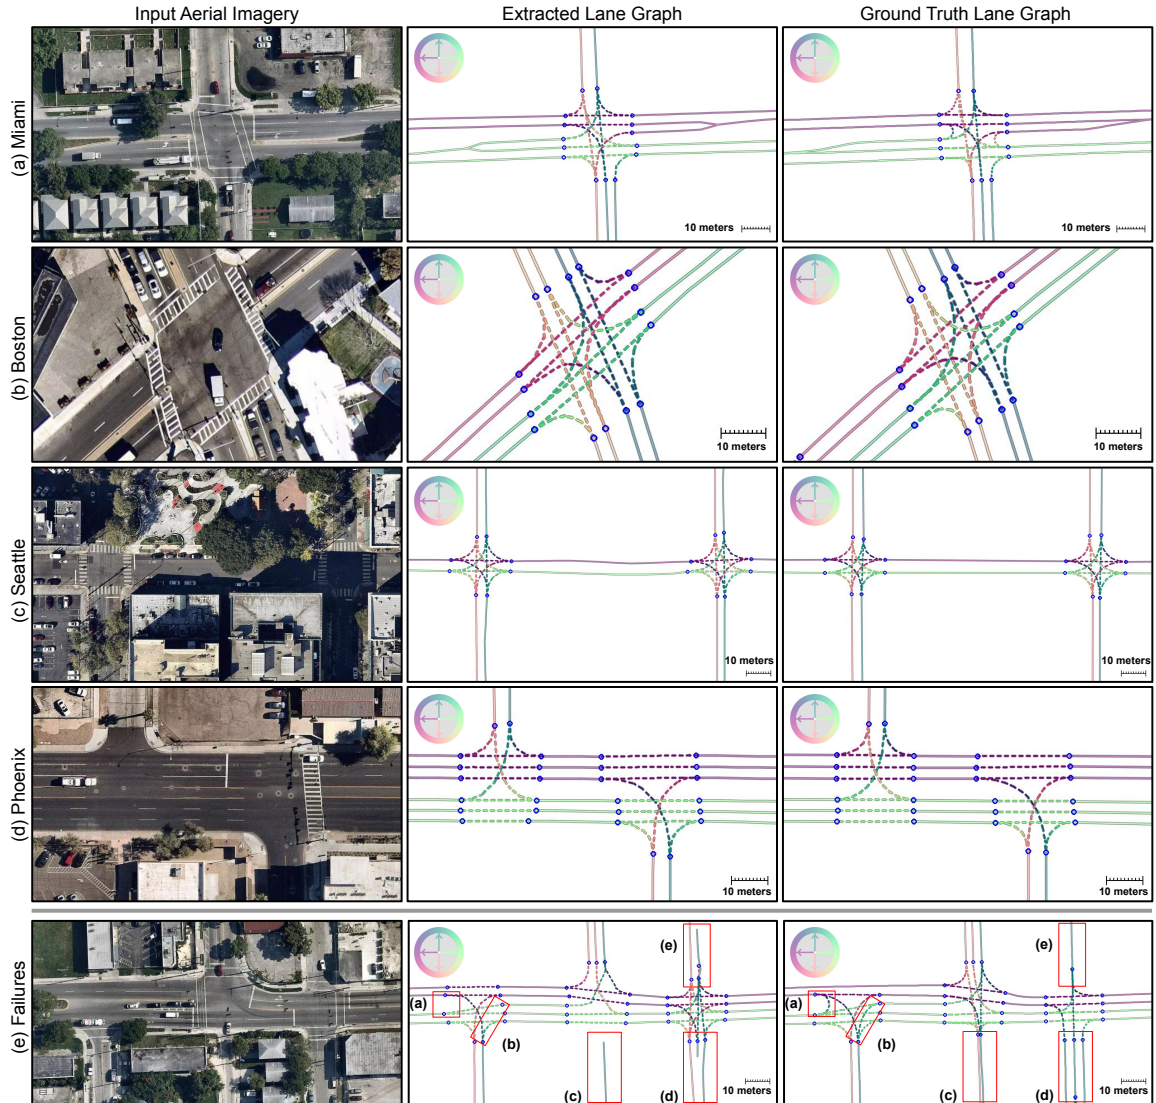 Input Aerial Imagery
Extracted Lane Graph
Ground Truth Lane Graph
(a) Miami
10 meters
10 meters
(b) Boston
10 meters
10 meters
(c) Seattle
10 meters
10 meters
(d) Phoenix
10 meters
10 meters
(e) Failures
(a)
(b)
(c)
(d)
(e)
10 meters
(a)
(b)
(c)
(d)
(e)
10 meters